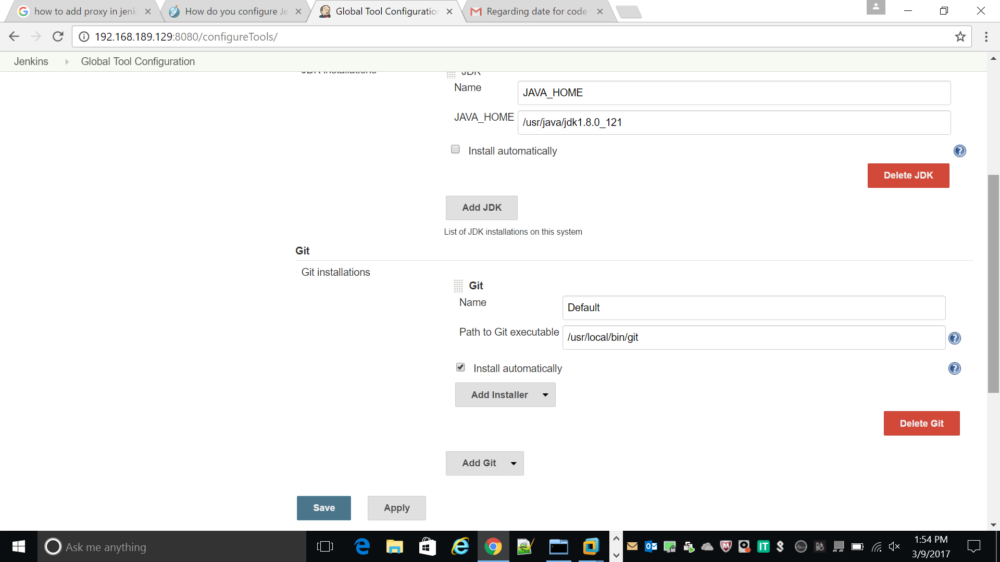 how to add proxy in jenk
How do you configure Je
Global Tool Configuration
Regarding date for code
192.168.189.129:8080/configureTools/
Jenkins
Global Tool Configuration
JDK installations
JDK
Name
JAVA_HOME
JAVA_HOME
/usr/java/jdk1.8.0_121
Install automatically
Delete JDK
Add JDK
List of JDK installations on this system
Git
Git installations
Git
Name
Default
Path to Git executable
/usr/local/bin/git
Install automatically
Add Installer
Delete Git
Add Git
Save
Apply
Ask me anything
IT
1:54 PM
3/9/2017